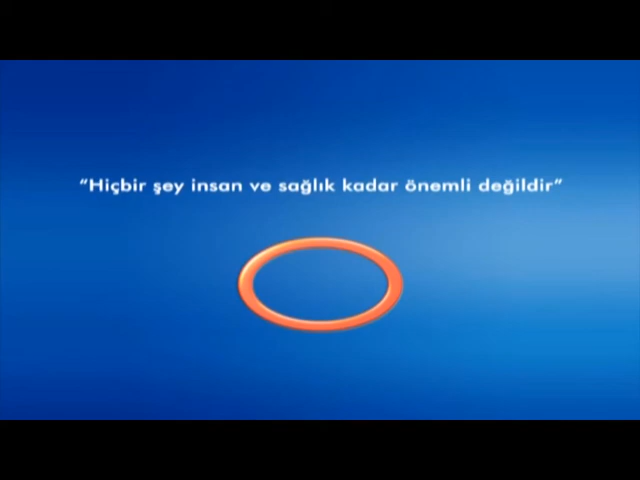 “Hiçbir şey insan ve sağlık kadar önemli değildir”